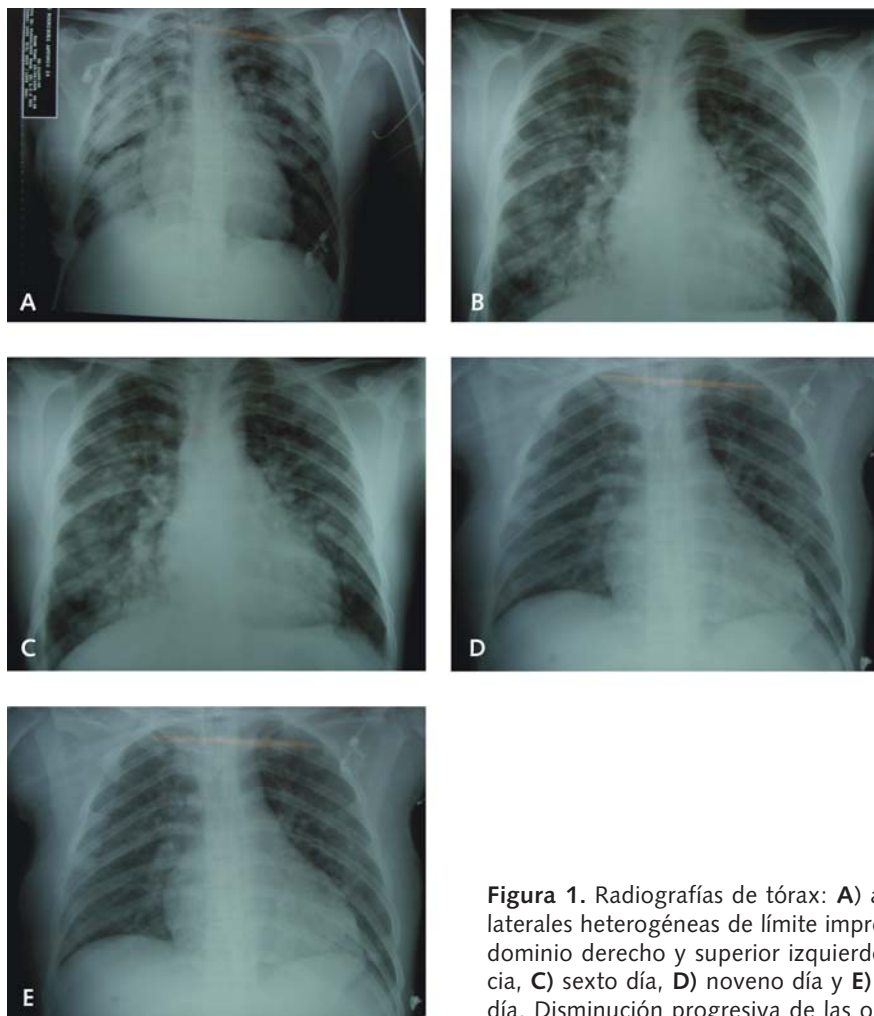 A
B
C
D
E
Figura 1. Radiografías de tórax: A) a
laterales heterogéneas de límite impre
dominio derecho y superior izquierdo
cia, C) sexto día, D) noveno día y E)
día. Disminución progresiva de las o